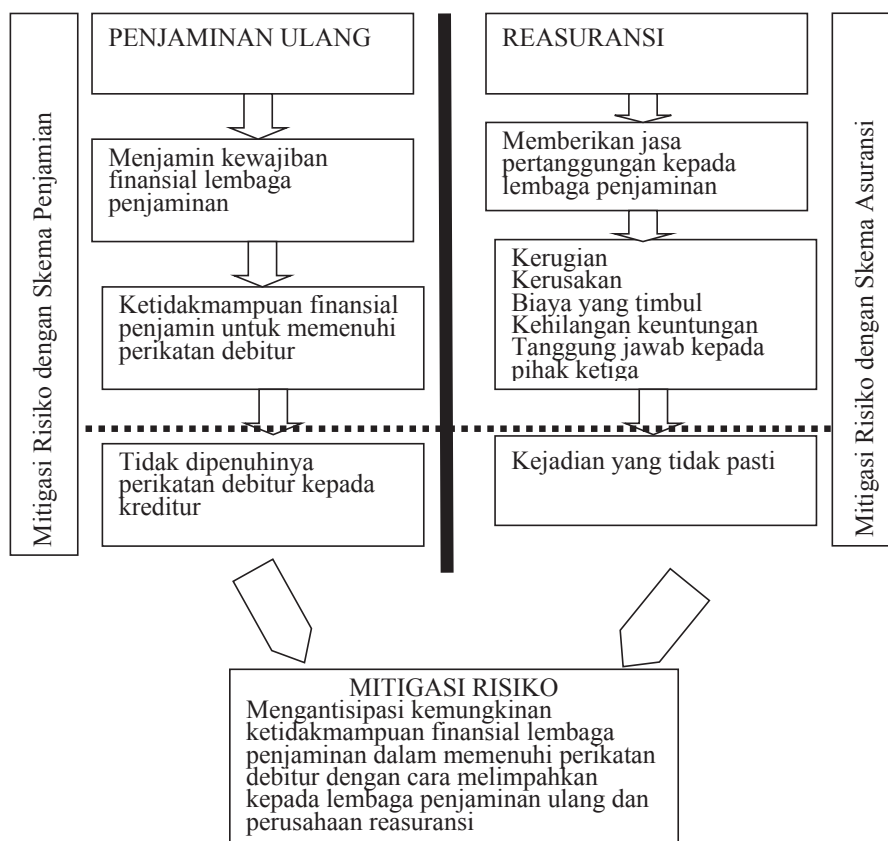 Mitigasi Risiko dengan Skema Penjamian
PENJAMINAN ULANG
Menjamin kewajiban
finansial lembaga
penjaminan
Ketidakmampuan finansial
penjamin untuk memenuhi
perikatan debitur
Tidak dipenuhinya
perikatan debitur kepada
kreditur
REASURANSI
Memberikan jasa
pertanggungan kepada
lembaga penjaminan
Kerugian
Kerusakan
Biaya yang timbul
Kehilangan keuntungan
Tanggung jawab kepada
pihak ketiga
Kejadian yang tidak pasti
Mitigasi Risiko dengan Skema Asuransi
MITIGASI RISIKO
Mengantisipasi kemungkinan
ketidakmampuan finansial lembaga
penjaminan dalam memenuhi perikatan
debitur dengan cara melimpahkan
kepada lembaga penjaminan ulang dan
perusahaan reasuransi